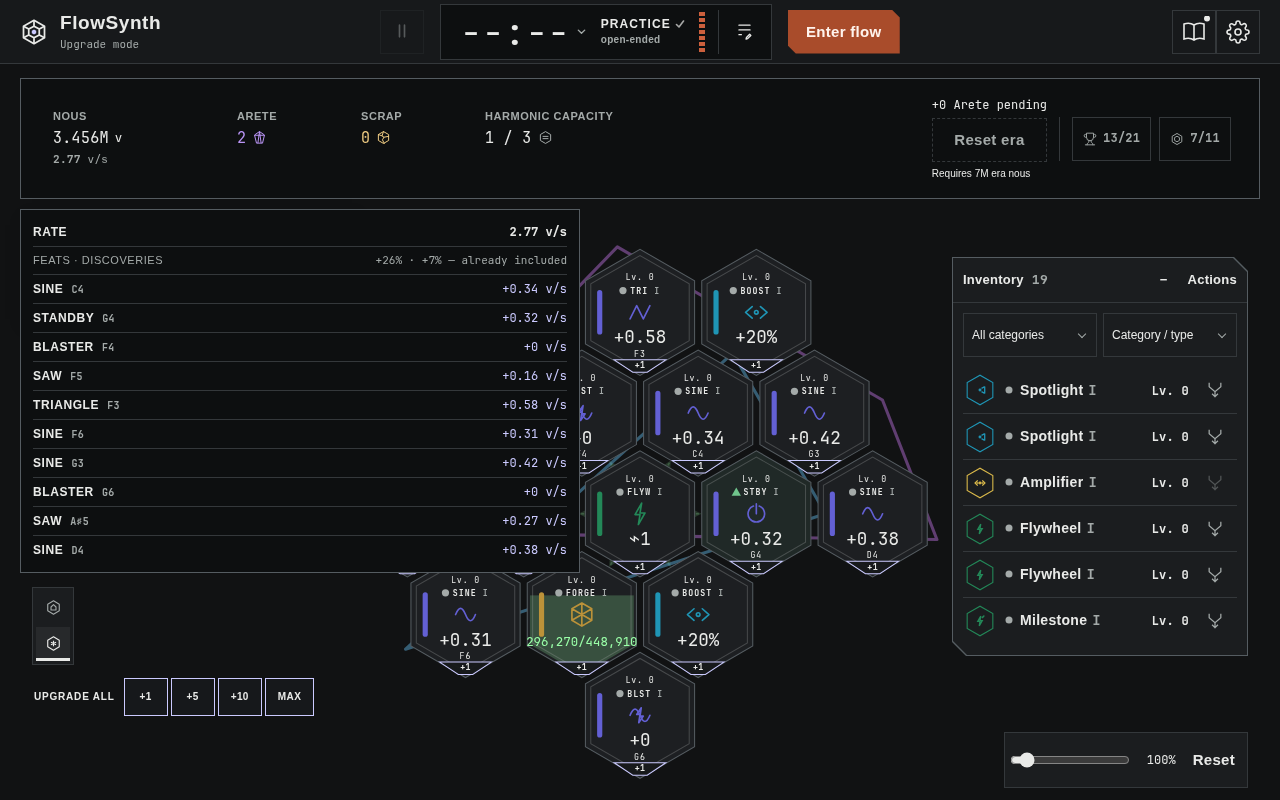 FlowSynth
Upgrade mode
--:--
PRACTICE
open-ended
Enter flow
NOUS
3.456M v
2.77 v/s
ARETE
2
SCRAP
0
HARMONIC CAPACITY
1 / 3
+0 Arete pending
Reset era
Requires 7M era nous
13/21
7/11
RATE 2.77 v/s
FEATS · DISCOVERIES +26% · +7% — already included
SINE C4 +0.34 v/s
STANDBY G4 +0.32 v/s
BLASTER F4 +0 v/s
SAW F5 +0.16 v/s
TRIANGLE F3 +0.58 v/s
SINE F6 +0.31 v/s
SINE G3 +0.42 v/s
BLASTER G6 +0 v/s
SAW A♯5 +0.27 v/s
SINE D4 +0.38 v/s
Lv. 0
TRI I
+0.58
F3
+1
Lv. 0
BOOST I
+20%
+1
Lv. 0
SINE I
+0.34
C4
+1
Lv. 0
SINE I
+0.42
G3
+1
Lv. 0
FLYW I
⌁1
+1
Lv. 0
STBY I
+0.32
G4
+1
Lv. 0
SINE I
+0.38
D4
+1
Lv. 0
SINE I
+0.31
F6
+1
Lv. 0
FORGE I
296,270/448,910
Lv. 0
BOOST I
+20%
+1
Lv. 0
BLST I
+0
G6
+1
UPGRADE ALL
+1
+5
+10
MAX
Inventory 19
– Actions
All categories
Category / type
Spotlight I Lv. 0
Spotlight I Lv. 0
Amplifier I Lv. 0
Flywheel I Lv. 0
Flywheel I Lv. 0
Milestone I Lv. 0
100%
Reset